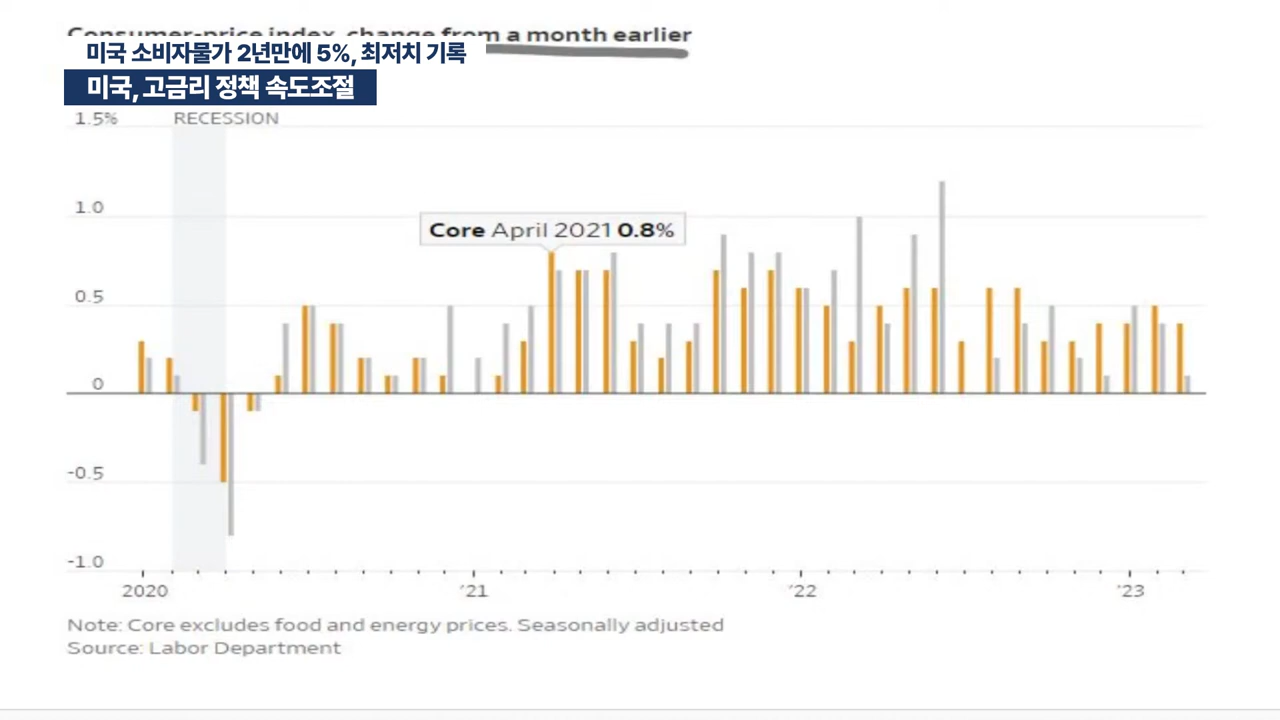 Consumer-price index, change from a month earlier
미국 소비자물가 2년만에 5%, 최저치 기록
미국, 고금리 정책 속도조절
1.5%
RECESSION
1.0
Core April 2021 0.8%
0.5
0
-0.5
-1.0
2020
'21
'22
'23
Note: Core excludes food and energy prices. Seasonally adjusted
Source: Labor Department